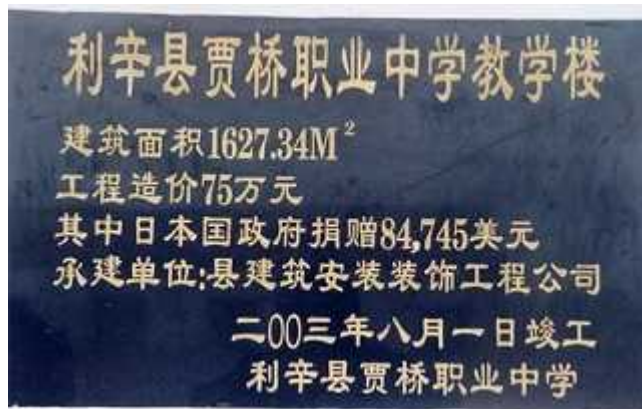 利辛县贾桥职业中学教学楼
建筑面积1627.34M²
工程造价75万元
其中日本国政府捐赠84,745美元
承建单位:县建筑安装装饰工程公司
二00三年八月一日竣工
利辛县贾桥职业中学